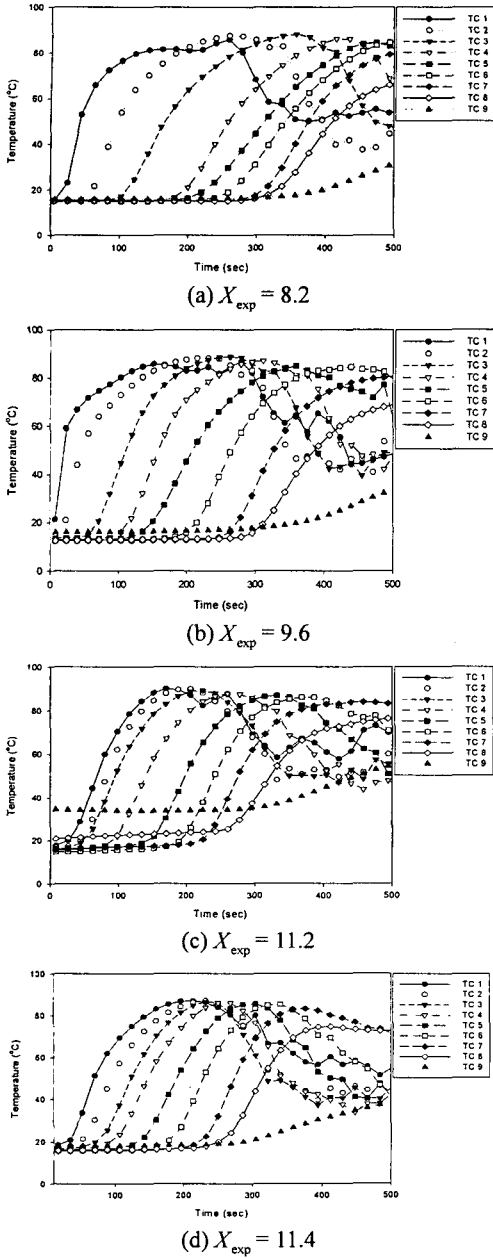 100
80
60
40
20
0
Temperature (°C)
0 100 200 300 400 500
Time (sec)
TC 1
TC 2
TC 3
TC 4
TC 5
TC 6
TC 7
TC 8
TC 9
(a) Xexp = 8.2
100
80
60
40
20
0
Temperature (°C)
0 100 200 300 400 500
Time (sec)
TC 1
TC 2
TC 3
TC 4
TC 5
TC 6
TC 7
TC 8
TC 9
(b) Xexp = 9.6
100
80
60
40
20
0
Temperature (°C)
0 100 200 300 400 500
Time (sec)
TC 1
TC 2
TC 3
TC 4
TC 5
TC 6
TC 7
TC 8
TC 9
(c) Xexp = 11.2
100
80
60
40
20
0
Temperature (°C)
100 200 300 400 500
Time (sec)
TC 1
TC 2
TC 3
TC 4
TC 5
TC 6
TC 7
TC 8
TC 9
(d) Xexp = 11.4